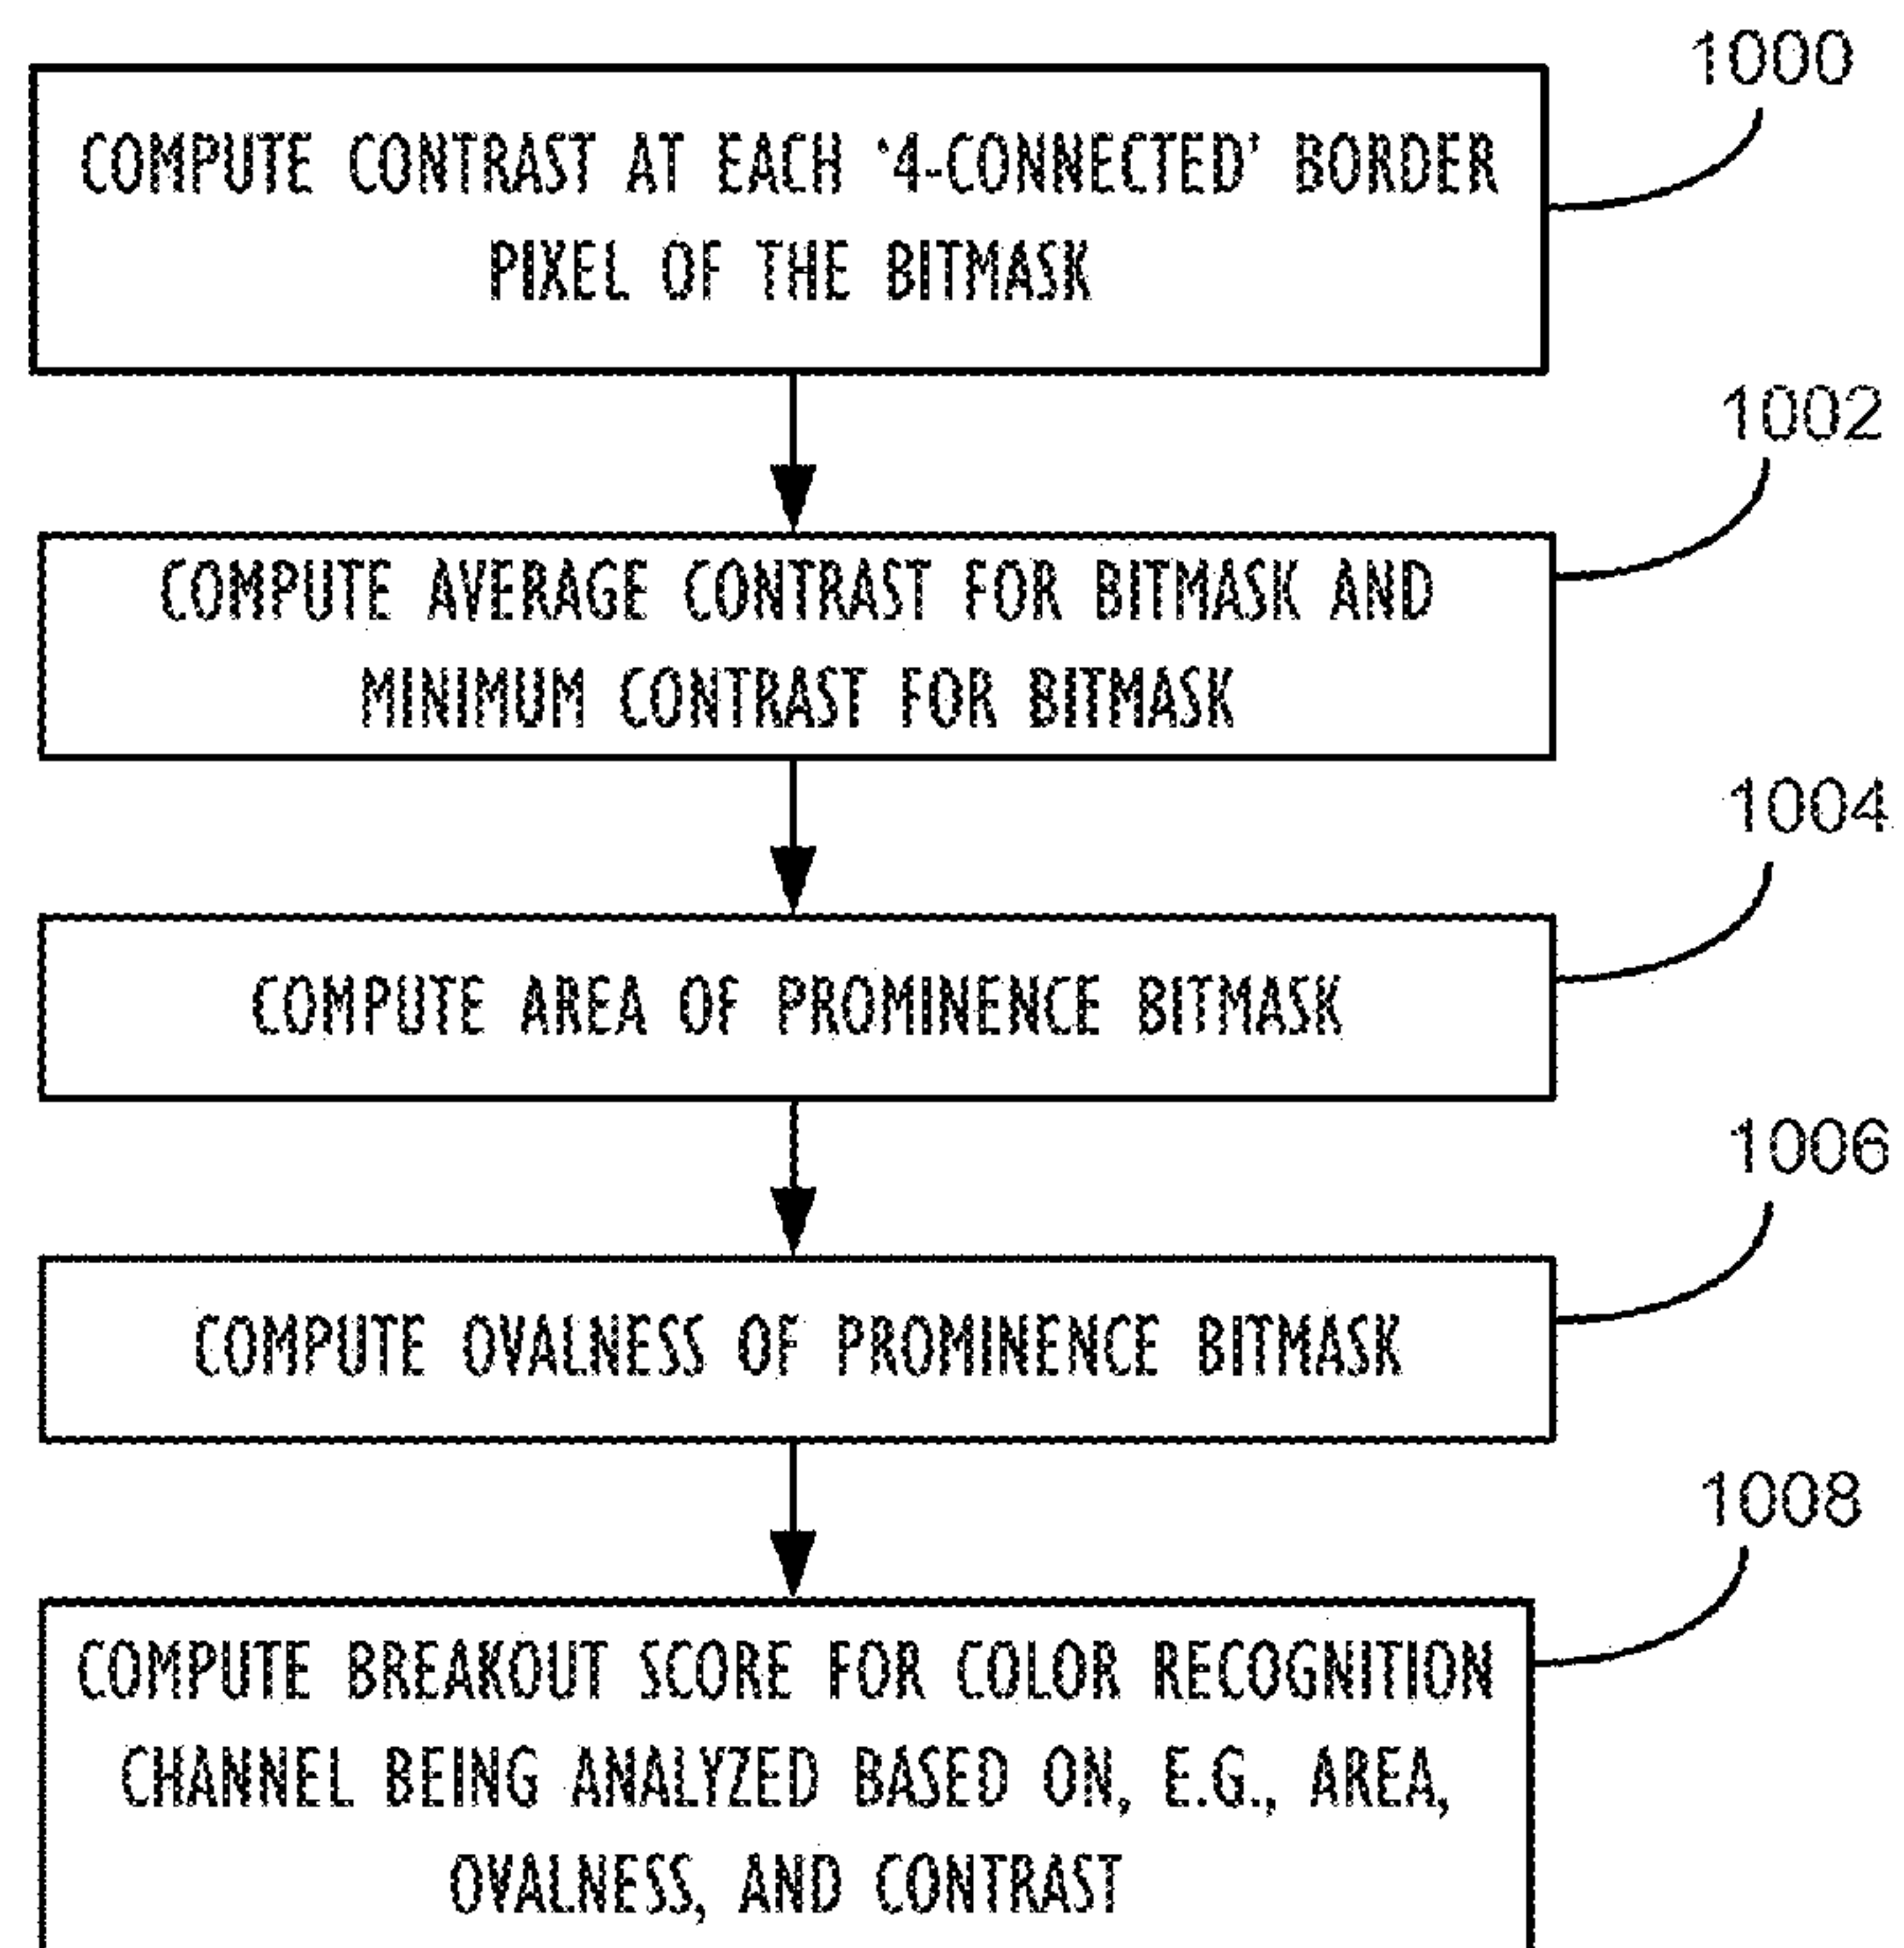 1000
COMPUTE CONTRAST AT EACH ‘4-CONNECTED’ BORDER
PIXEL OF THE BITMASK
1002
COMPUTE AVERAGE CONTRAST FOR BITMASK AND
MINIMUM CONTRAST FOR BITMASK
1004
COMPUTE AREA OF PROMINENCE BITMASK
1006
COMPUTE OVALNESS OF PROMINENCE BITMASK
1008
COMPUTE BREAKOUT SCORE FOR COLOR RECOGNITION
CHANNEL BEING ANALYZED BASED ON, E.G., AREA,
OVALNESS, AND CONTRAST